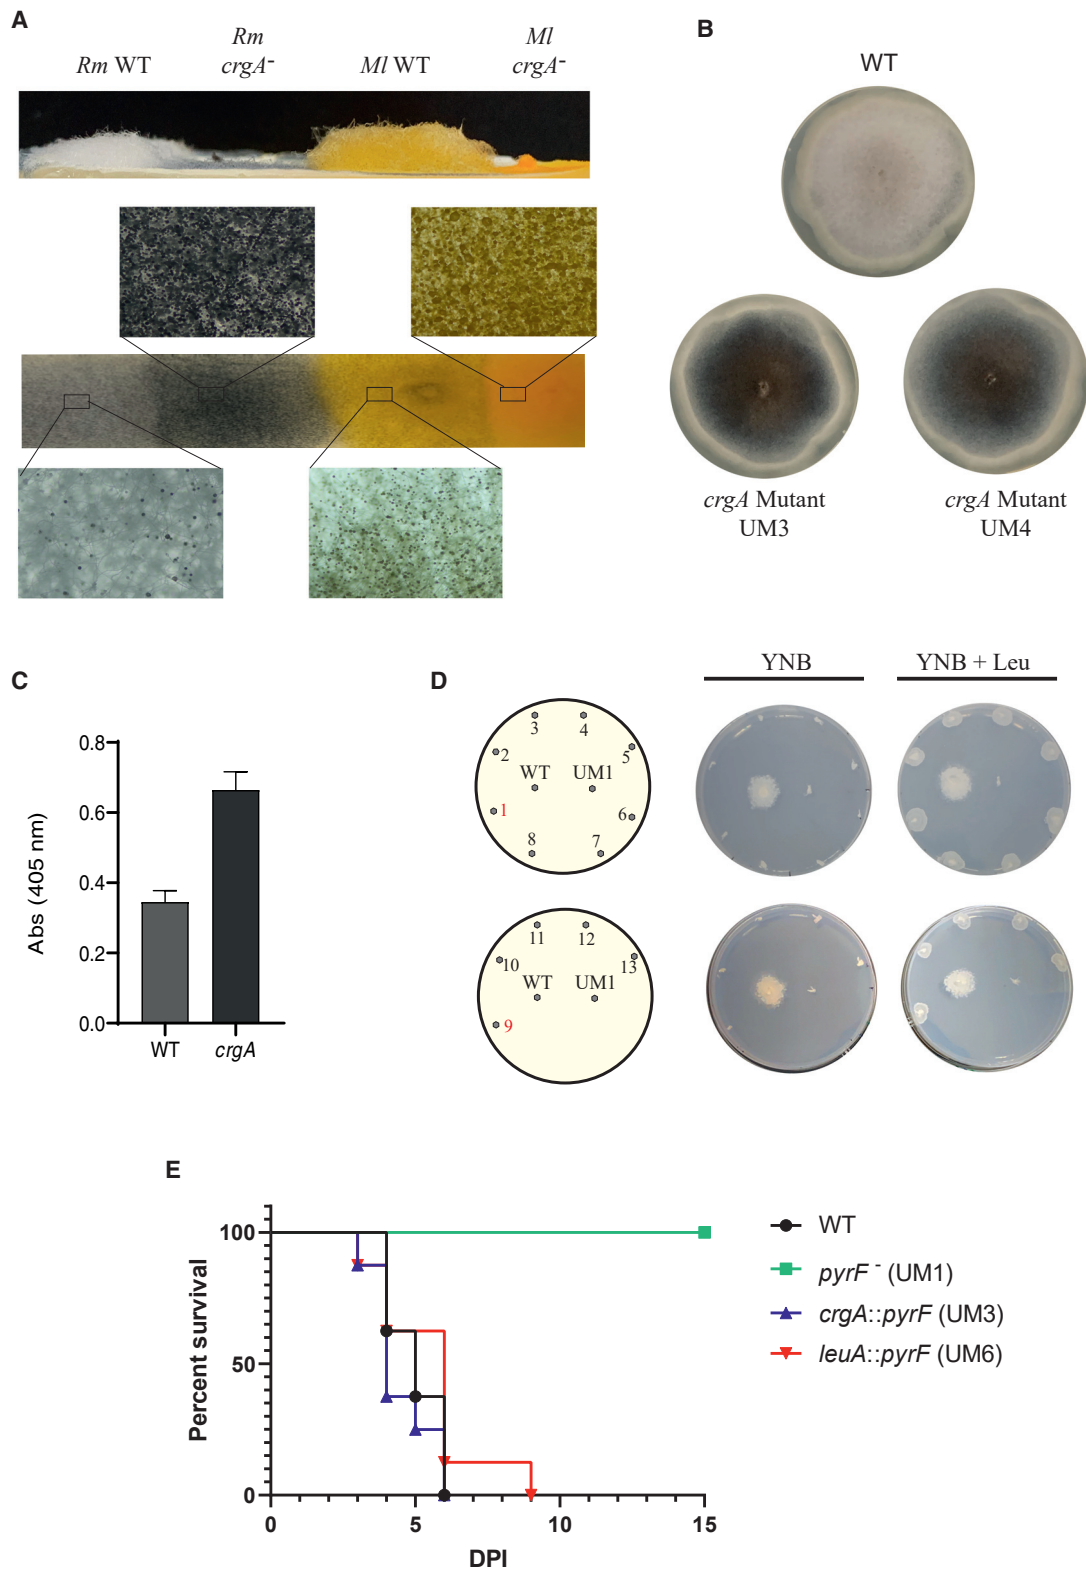 A
Rm WT
Rm
crgA-
Ml WT
Ml
crgA-
B
WT
crgA Mutant
UM3
crgA Mutant
UM4
C
Abs (405 nm)
0.8
0.6
0.4
0.2
0.0
WT
crgA
D
YNB
YNB + Leu
3
4
2
5
WT
UM1
1
6
8
7
11
12
10
13
WT
UM1
9
E
Percent survival
100
50
0
0
5
10
15
DPI
WT
pyrF - (UM1)
crgA::pyrF (UM3)
leuA::pyrF (UM6)